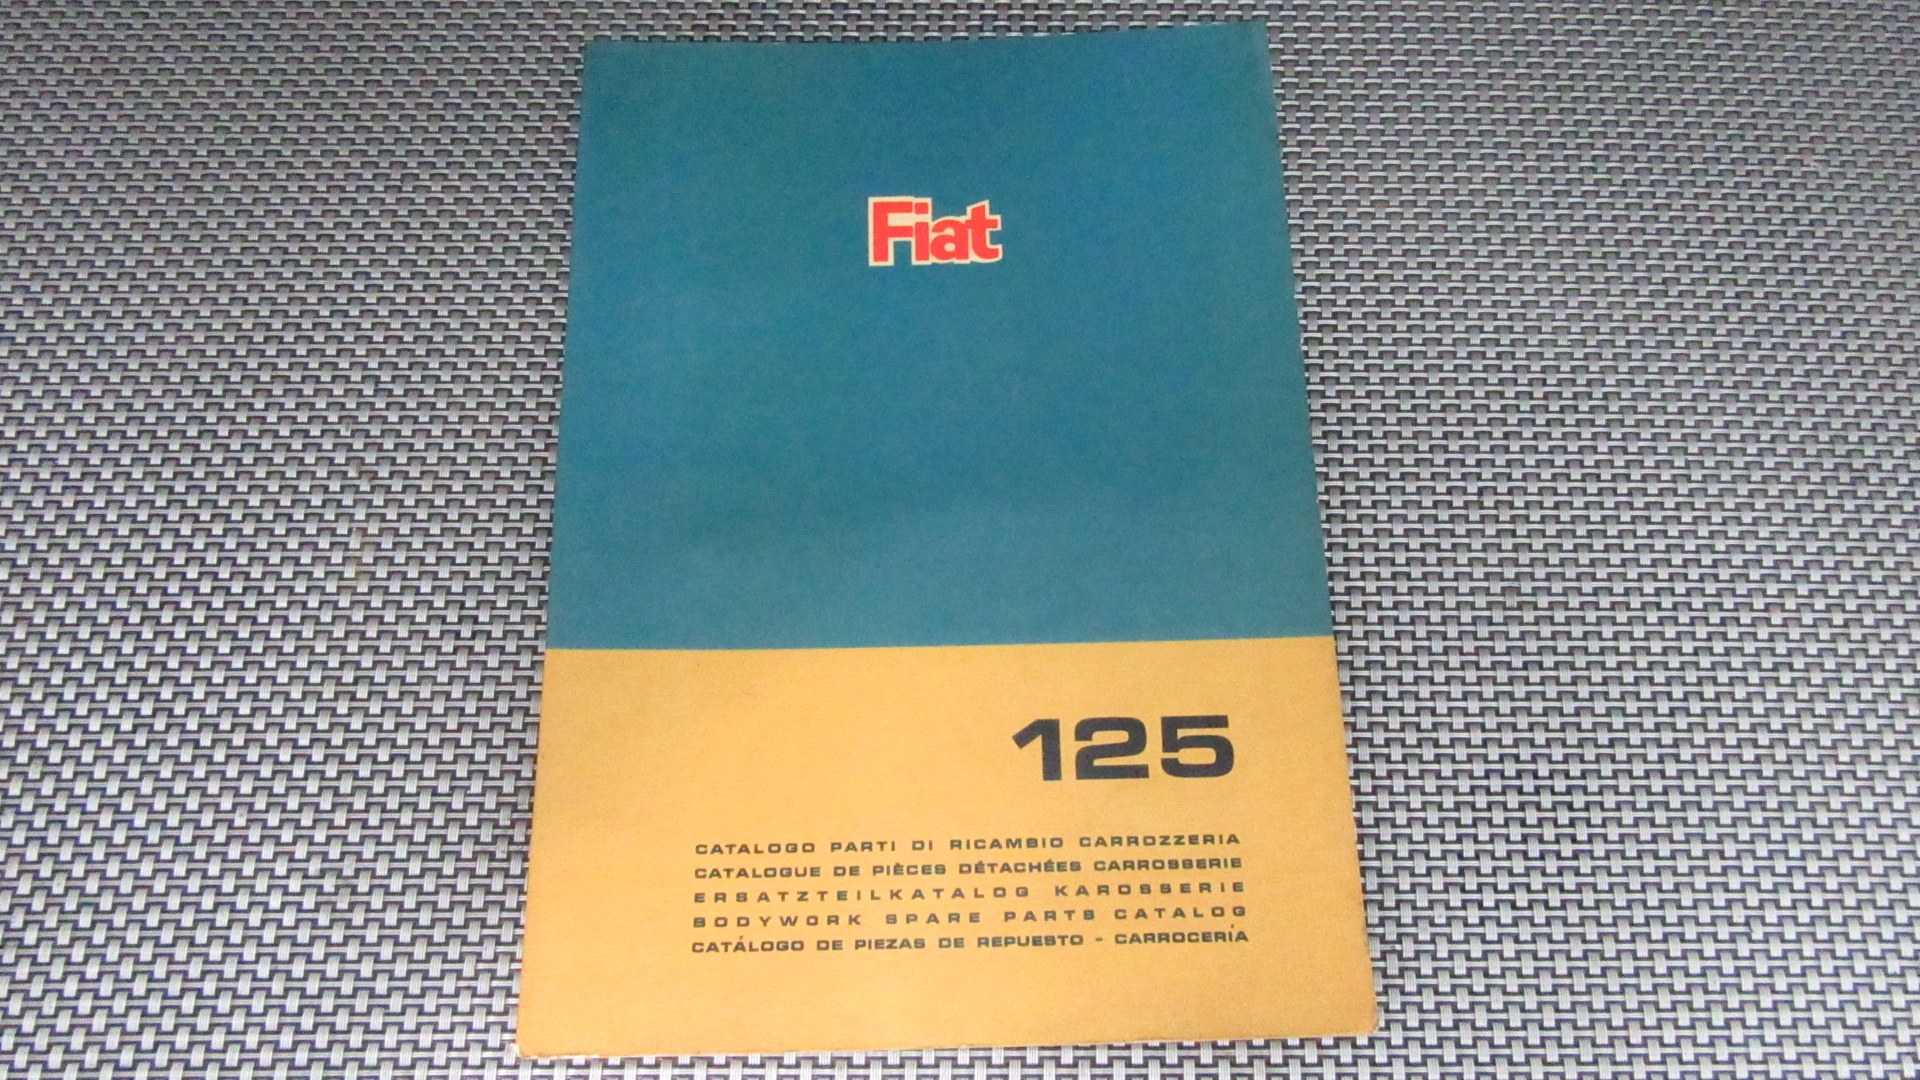 Fiat
125
CATALOGO PARTI DI RICAMBIO CARROZZERIA
CATALOGUE DE PIÈCES DÉTACHÉES CARROSSERIE
ERSATZTEILKATALOG KAROSSERIE
BODYWORK SPARE PARTS CATALOG
CATÁLOGO DE PIEZAS DE REPUESTO - CARROCERÍA